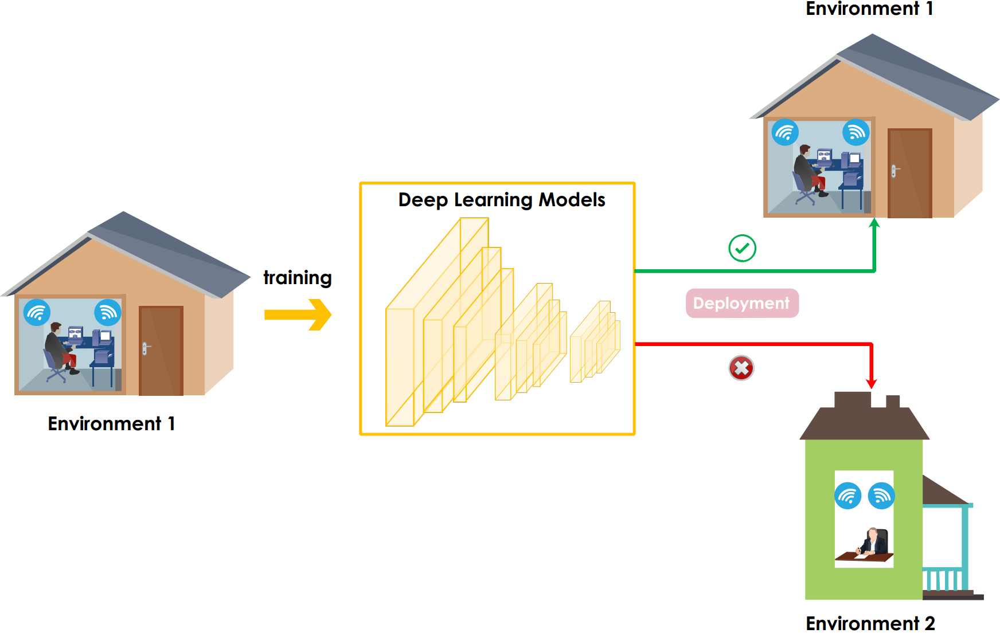 Environment 1
Deep Learning Models
training
Deployment
Environment 1
Environment 2